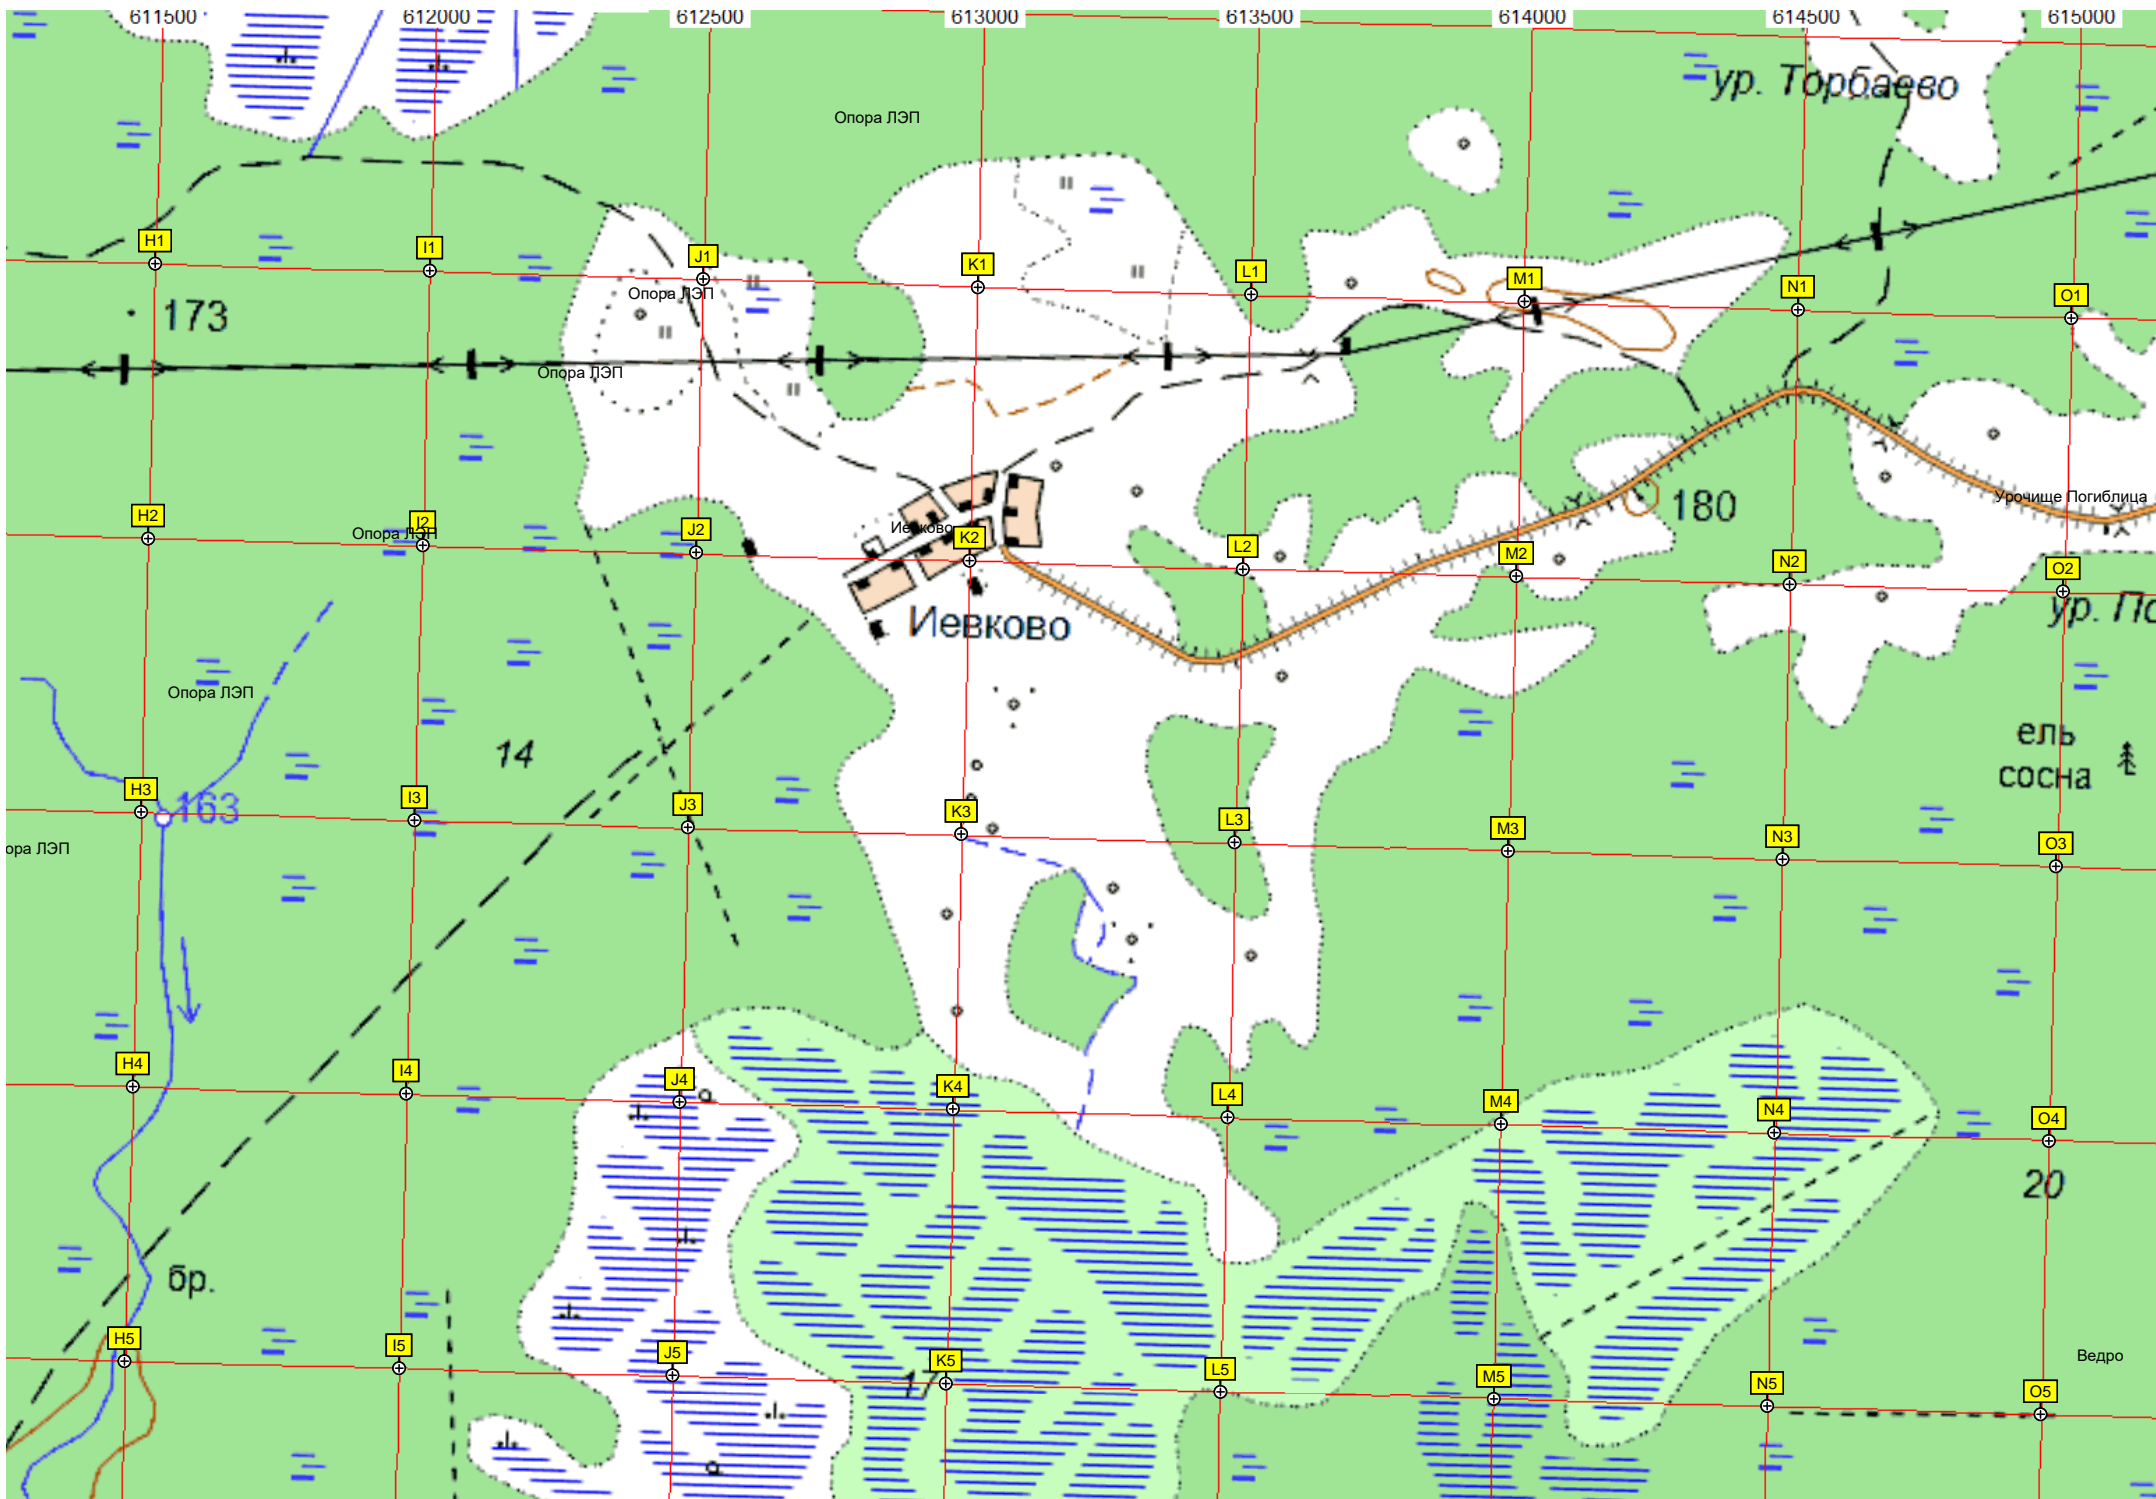 611500 612000 612500 613000 613500 614000 614500 615000
ур. Торбаево
Опора ЛЭП
H1 I1 J1 K1 L1 M1 N1 O1
Опора ЛЭП
173
Опора ЛЭП
180
Урочище Погиблица
H2 I2 J2 K2 L2 M2 N2 O2
Опора ЛЭП
Иевково
Иевково
ур. По
Опора ЛЭП
14
ель
сосна
163
H3 I3 J3 K3 L3 M3 N3 O3
ора ЛЭП
H4 I4 J4 K4 L4 M4 N4 O4
20
бр.
Ведро
H5 I5 J5 K5 L5 M5 N5 O5
17